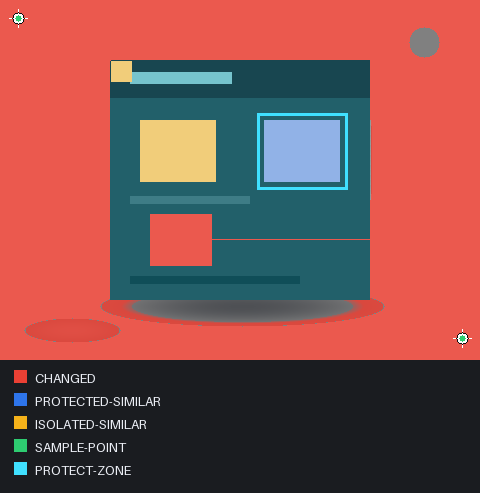 CHANGED
PROTECTED-SIMILAR
ISOLATED-SIMILAR
SAMPLE-POINT
PROTECT-ZONE